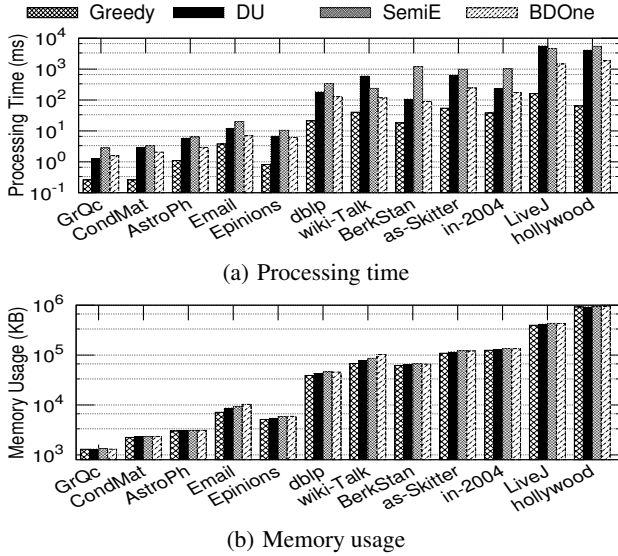 Greedy DU SemiE BDOne
Processing Time (ms)
10^4
10^3
10^2
10^1
10^0
10^-1
GrQc CondMat AstroPh Email Epinions dblp wiki-Talk BerkStan as-Skitter in-2004 LiveJ hollywood
(a) Processing time
Memory Usage (KB)
10^6
10^5
10^4
10^3
GrQc CondMat AstroPh Email Epinions dblp wiki-Talk BerkStan as-Skitter in-2004 LiveJ hollywood
(b) Memory usage